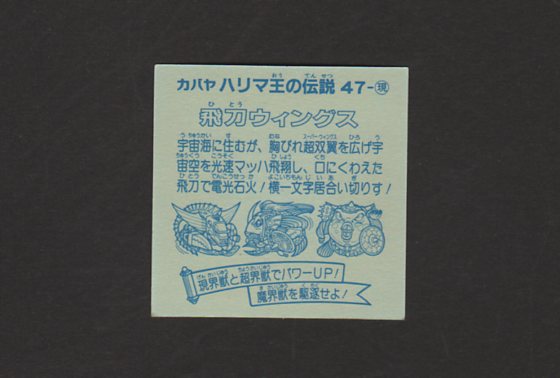 カバヤ ハリマ王の伝説 47-現
飛刀ウィングス
宇宙海に住むが、胸びれ超双翼を広げ宇
宙空を光速マッハ飛翔し、口にくわえた
飛刀で電光石火!横一文字居合い切りす!
現界獣と超界獣でパワーUP!
魔界獣を駆逐せよ!